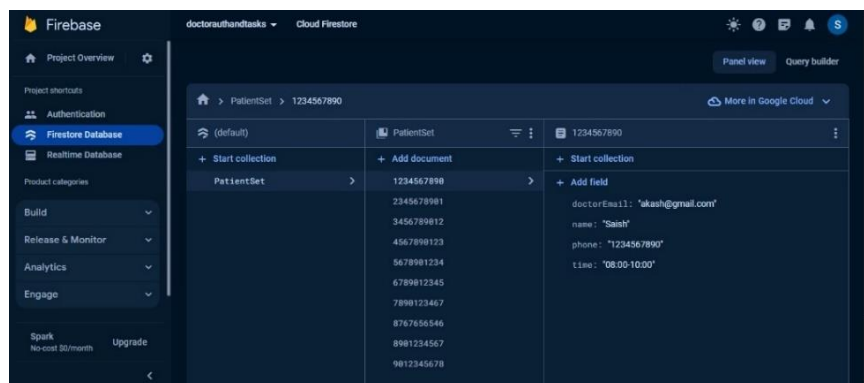 Firebase
doctorauthandtasks
Cloud Firestore
S
Project Overview
Panel view
Query builder
Project shortcuts
PatientSet > 1234567890
More in Google Cloud
Authentication
Firestore Database
Realtime Database
Product categories
Build
Release & Monitor
Analytics
Engage
Spark
No-cost $0/month
Upgrade
(default)
+ Start collection
PatientSet
PatientSet
+ Add document
1234567890
2345678901
3456789012
4567890123
5678901234
6789012345
7890123467
8767656546
8901234567
9012345678
1234567890
+ Start collection
+ Add field
doctorEmail: "akash@gmail.com"
name: "Saish"
phone: "1234567890"
time: "08:00-10:00"